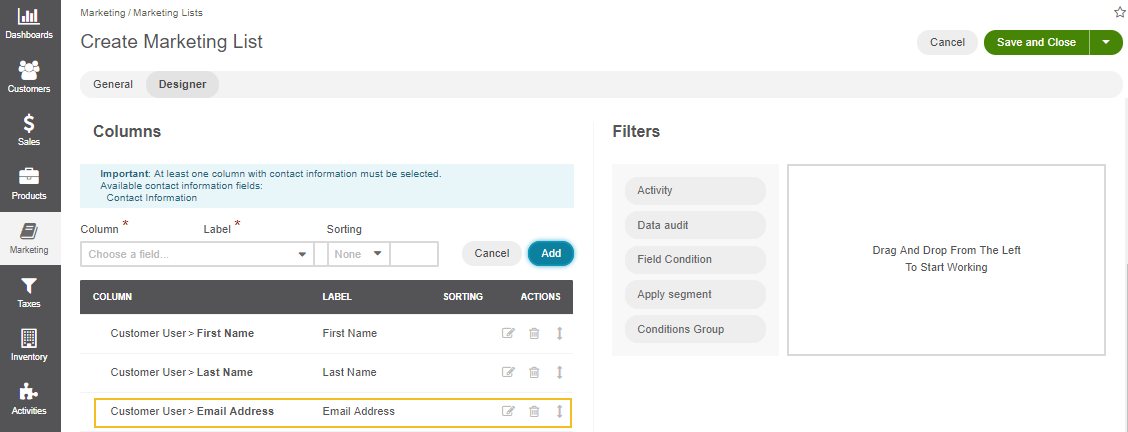 Dashboards
Customers
Sales
Products
Marketing
Taxes
Inventory
Activities
Marketing / Marketing Lists
Create Marketing List
Cancel
Save and Close
General
Designer
Columns
Important: At least one column with contact information must be selected.
Available contact information fields:
Contact Information
Column * Label * Sorting
Choose a field... None Cancel Add
COLUMN LABEL SORTING ACTIONS
Customer User > First Name First Name
Customer User > Last Name Last Name
Customer User > Email Address Email Address
Filters
Activity
Data audit
Field Condition
Apply segment
Conditions Group
Drag And Drop From The Left
To Start Working